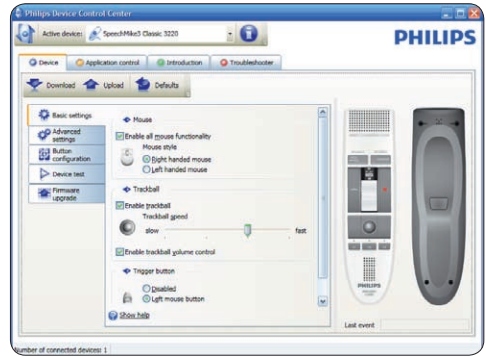 Philips Device Control Center
Active device: SpeechMike3 Classic 3220
PHILIPS
Device Application control Introduction Troubleshooter
Download Upload Defaults
Basic settings
Advanced settings
Button configuration
Device test
Firmware upgrade
Mouse
Enable all mouse functionality
Mouse style
Right handed mouse
Left handed mouse
Trackball
Enable trackball
Trackball speed
slow fast
Enable trackball volume control
Trigger button
Disabled
Left mouse button
Show help
PHILIPS
Last event
Number of connected devices: 1